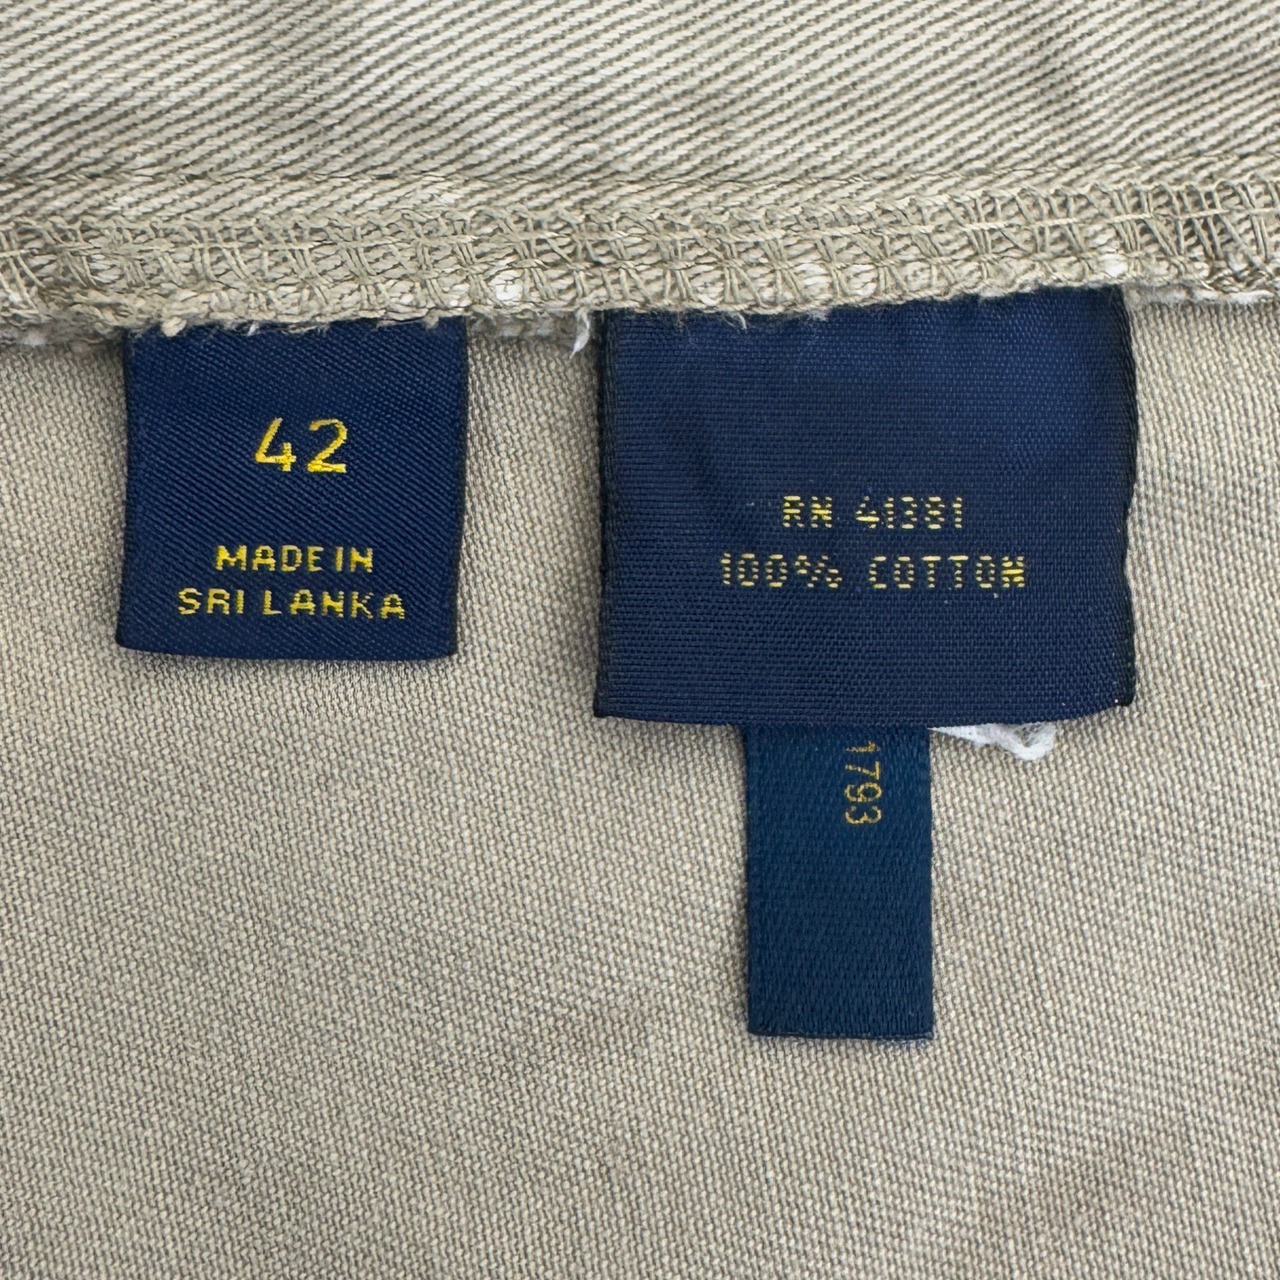 42
MADE IN
SRI LANKA
RN 41381
100% COTTON
1793